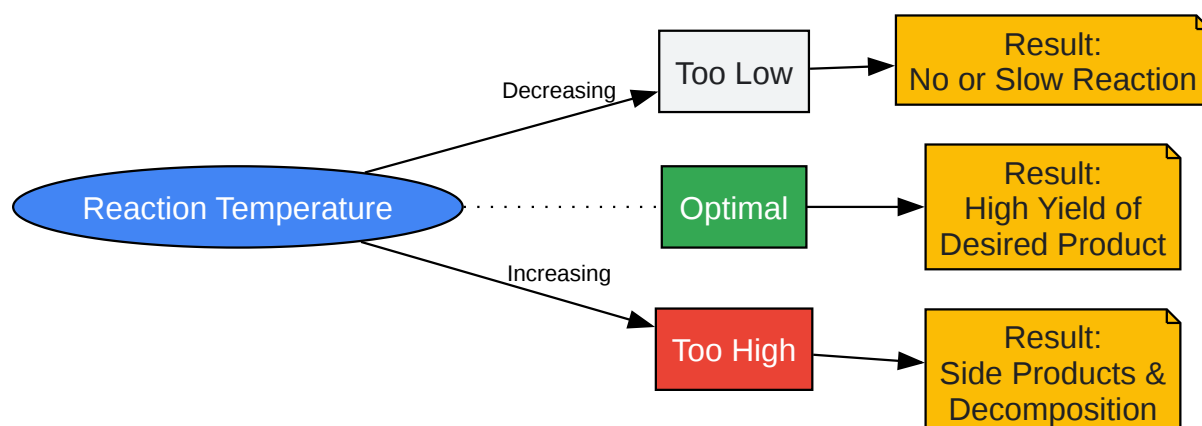 Reaction Temperature
Decreasing
Too Low
Result:
No or Slow Reaction
Optimal
Result:
High Yield of
Desired Product
Increasing
Too High
Result:
Side Products &
Decomposition